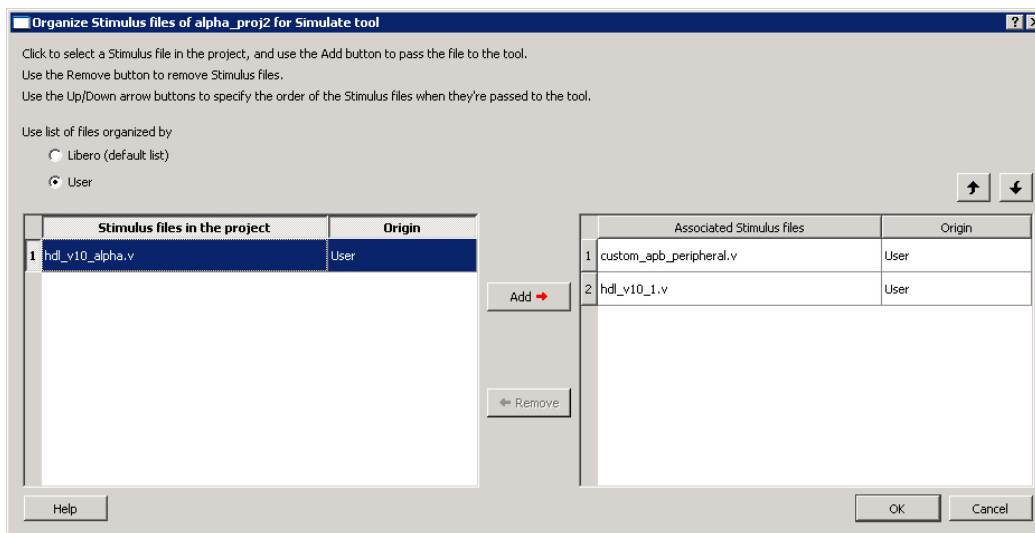 Organize Stimulus files of alpha_proj2 for Simulate tool
Click to select a Stimulus file in the project, and use the Add button to pass the file to the tool.
Use the Remove button to remove Stimulus files.
Use the Up/Down arrow buttons to specify the order of the Stimulus files when they're passed to the tool.
Use list of files organized by
Libero (default list)
User
Stimulus files in the project Origin
1 hdl_v10_alpha.v User
Add
Remove
Associated Stimulus files Origin
1 custom_apb_peripheral.v User
2 hdl_v10_1.v User
Help
OK
Cancel